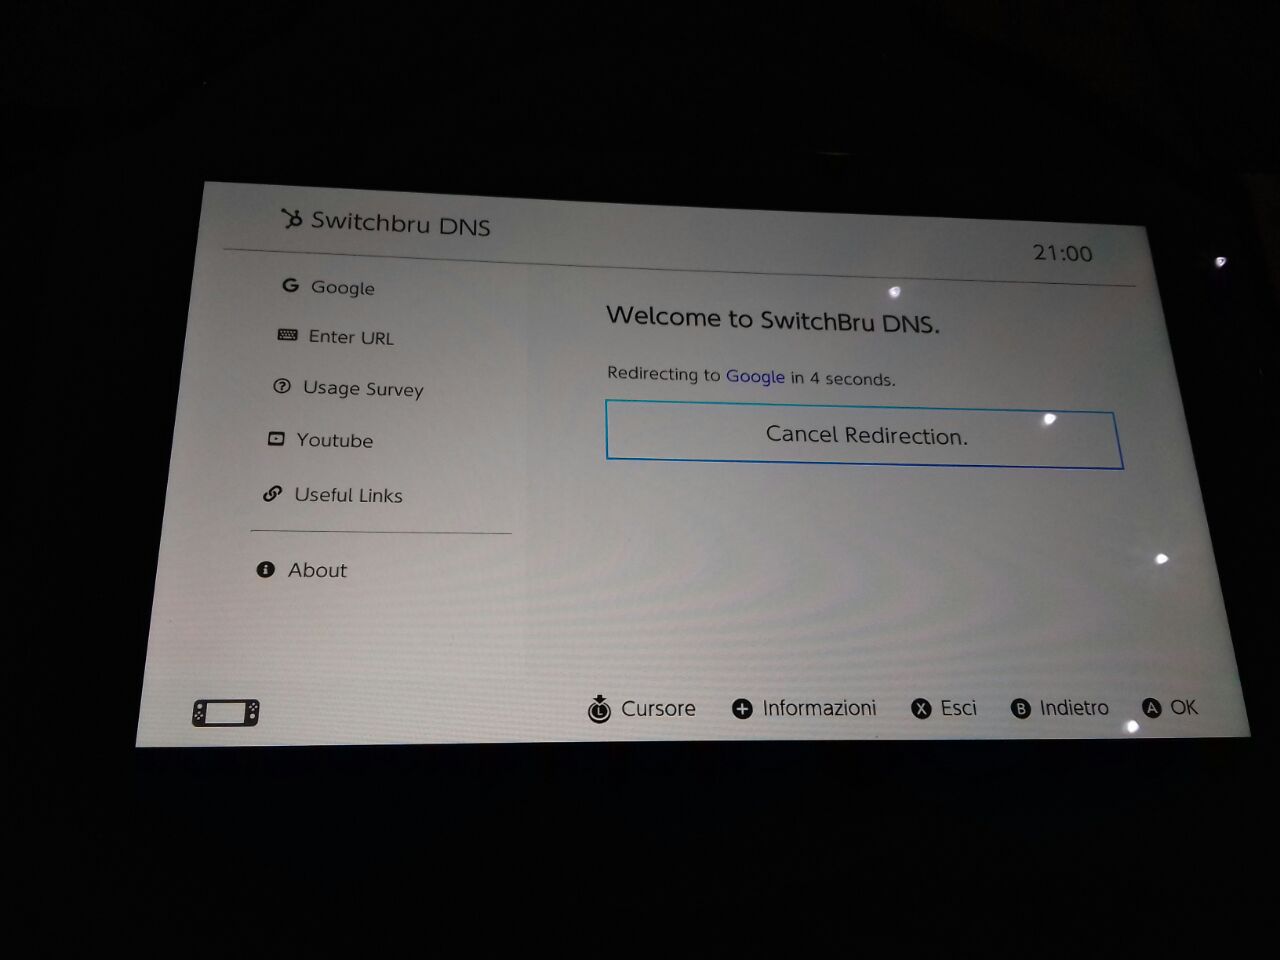 Switchbru DNS
21:00
Google
Enter URL
Usage Survey
Youtube
Useful Links
About
Welcome to SwitchBru DNS.
Redirecting to Google in 4 seconds.
Cancel Redirection.
L Cursore + Informazioni X Esci B Indietro A OK